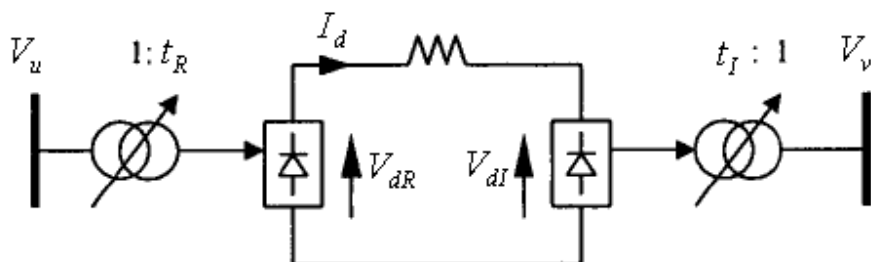 V_u
1 : t_R
I_d
t_I : 1
V_v
V_dR
V_dI